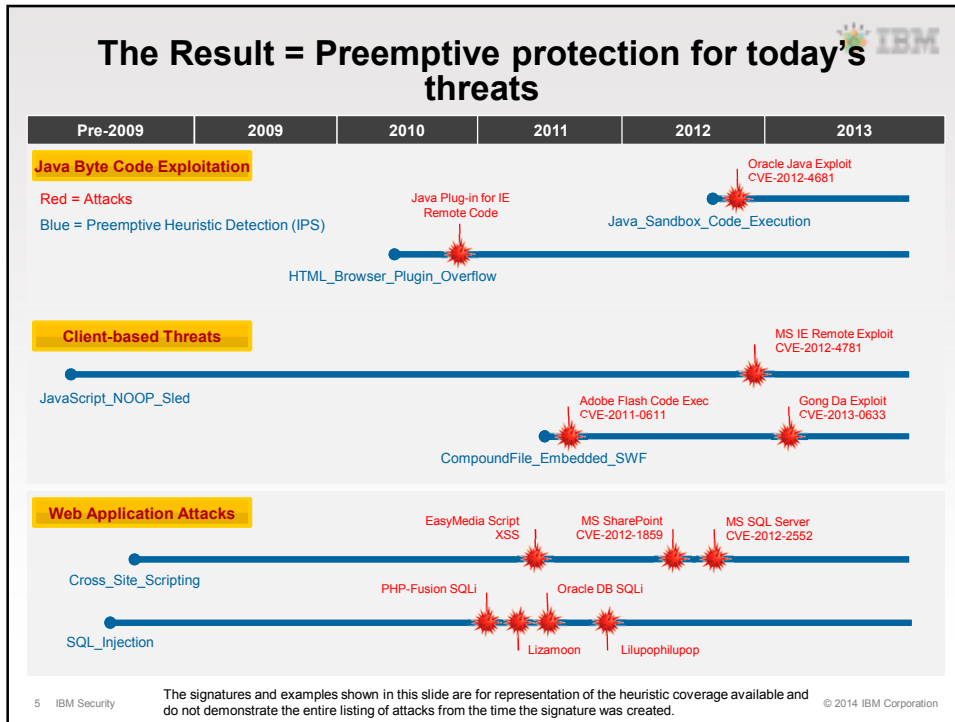 The Result = Preemptive protection for today's
threats
IBM
Pre-2009 2009 2010 2011 2012 2013
Java Byte Code Exploitation
Red = Attacks
Blue = Preemptive Heuristic Detection (IPS)
Oracle Java Exploit
CVE-2012-4681
Java_Sandbox_Code_Execution
Java Plug-in for IE
Remote Code
HTML_Browser_Plugin_Overflow
Client-based Threats
MS IE Remote Exploit
CVE-2012-4781
JavaScript_NOOP_Sled
Adobe Flash Code Exec
CVE-2011-0611
Gong Da Exploit
CVE-2013-0633
CompoundFile_Embedded_SWF
Web Application Attacks
EasyMedia Script
XSS
MS SharePoint
CVE-2012-1859
MS SQL Server
CVE-2012-2552
Cross_Site_Scripting
PHP-Fusion SQLi
Oracle DB SQLi
SQL_Injection
Lizamoon
Lilupophilupop
5 IBM Security
The signatures and examples shown in this slide are for representation of the heuristic coverage available and
do not demonstrate the entire listing of attacks from the time the signature was created.
© 2014 IBM Corporation